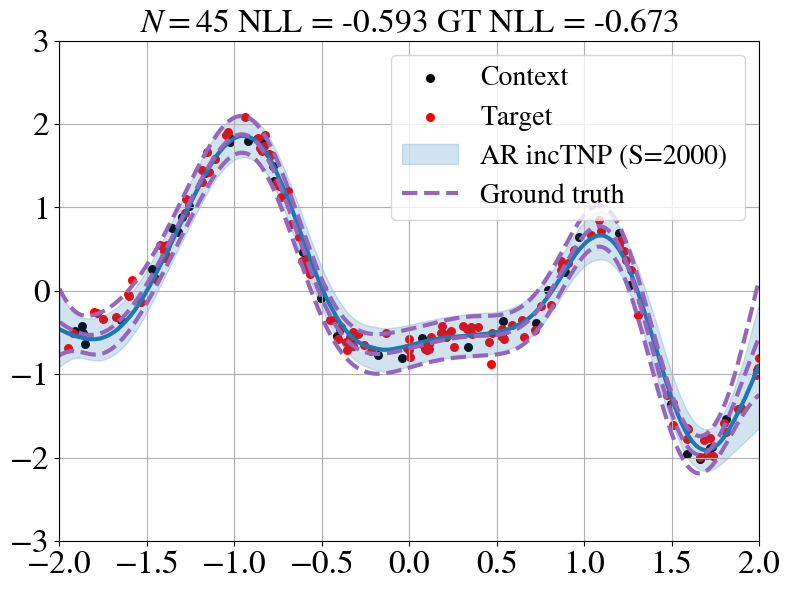 N = 45 NLL = -0.593 GT NLL = -0.673
Context
Target
AR incTNP (S=2000)
Ground truth
3
2
1
0
−1
−2
−3
−2.0 −1.5 −1.0 −0.5 0.0 0.5 1.0 1.5 2.0